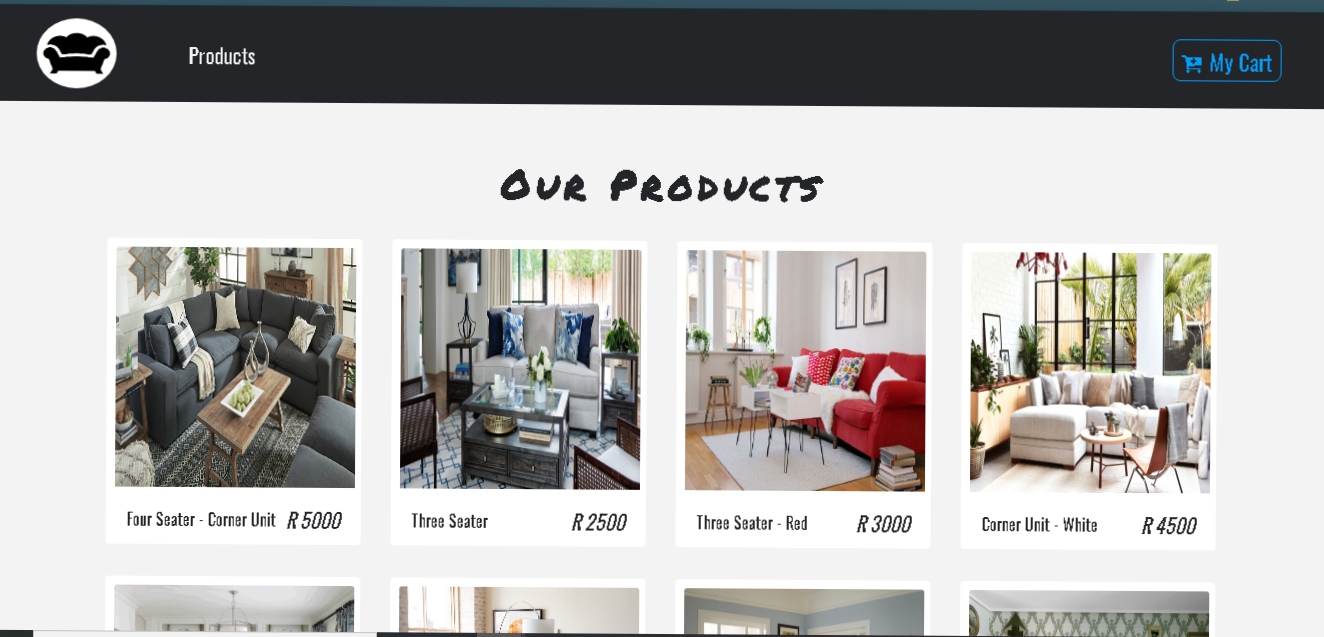 Products
My Cart
Our Products
Four Seater - Corner Unit R 5000
Three Seater R 2500
Three Seater - Red R 3000
Corner Unit - White R 4500